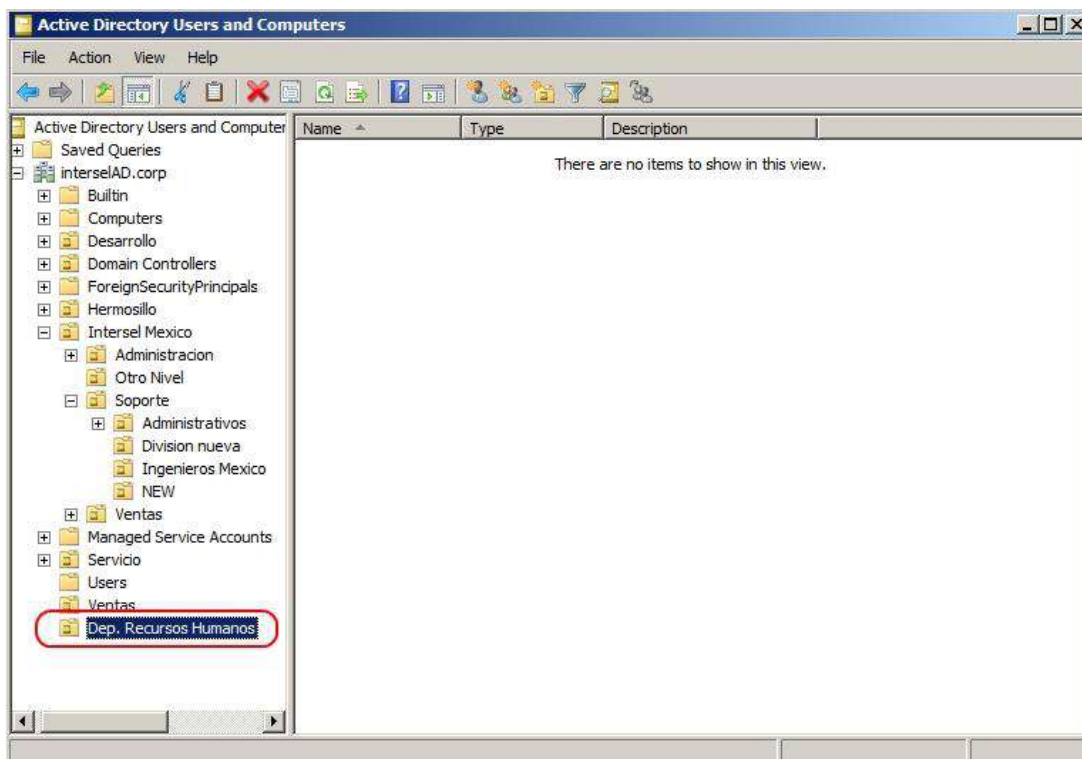 Active Directory Users and Computers
File Action View Help
Active Directory Users and Computer
Name Type Description
There are no items to show in this view.
Saved Queries
interselAD.corp
Builtin
Computers
Desarrollo
Domain Controllers
ForeignSecurityPrincipals
Hermosillo
Intersel Mexico
Administracion
Otro Nivel
Soporte
Administrativos
Division nueva
Ingenieros Mexico
NEW
Ventas
Managed Service Accounts
Servicio
Users
Ventas
Dep. Recursos Humanos